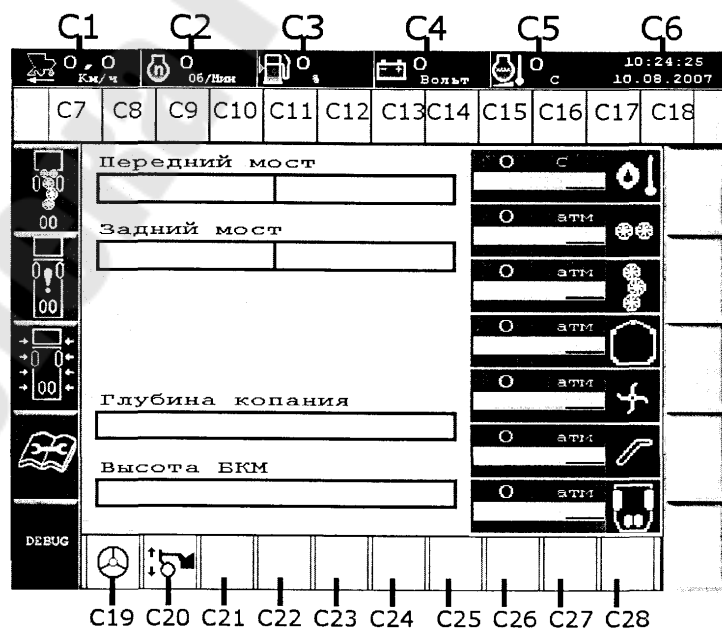 C1 C2 C3 C4 C5 C6
0,0 Км/ч 0 Об/Мин 0 % 0 Вольт 0 С 10:24:25
10.08.2007
C7 C8 C9 C10 C11 C12 C13 C14 C15 C16 C17 C18
Передний мост
0 С
00
0 атм
Задний мост
0 атм
00
0 атм
00
0 атм
Глубина копания
0 атм
Высота БКМ
0 атм
DEBUG
C19 C20 C21 C22 C23 C24 C25 C26 C27 C28